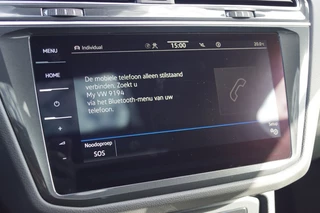 MENU
Individual
15:00
HOME
De mobiele telefoon alleen stilstaand
verbinden. Zoekt u
My VW 9194
via het Bluetooth-menu van uw
telefoon.
Noodoproep
SOS